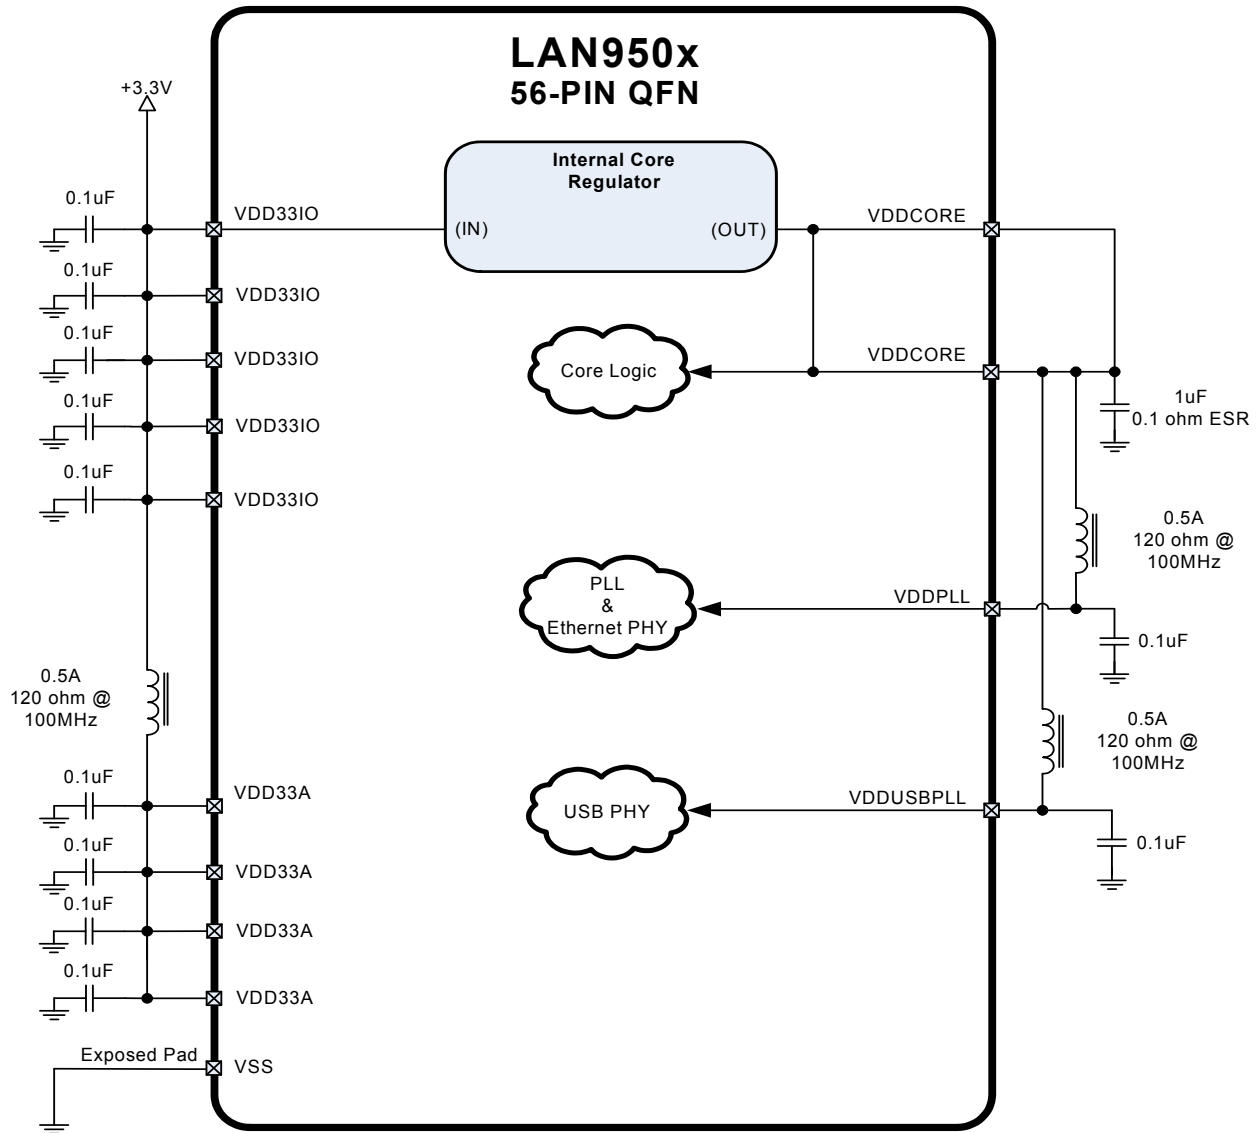 LAN950x
56-PIN QFN
+3.3V
Internal Core
Regulator
(IN)
(OUT)
0.1uF
VDD33IO
VDDCORE
0.1uF
VDD33IO
0.1uF
VDD33IO
Core Logic
VDDCORE
1uF
0.1 ohm ESR
0.1uF
VDD33IO
0.1uF
VDD33IO
0.5A
120 ohm @
100MHz
PLL
&
Ethernet PHY
VDDPLL
0.1uF
0.5A
120 ohm @
100MHz
0.5A
120 ohm @
100MHz
0.1uF
VDD33A
USB PHY
VDDUSBPLL
0.1uF
0.1uF
VDD33A
0.1uF
VDD33A
0.1uF
VDD33A
Exposed Pad
VSS